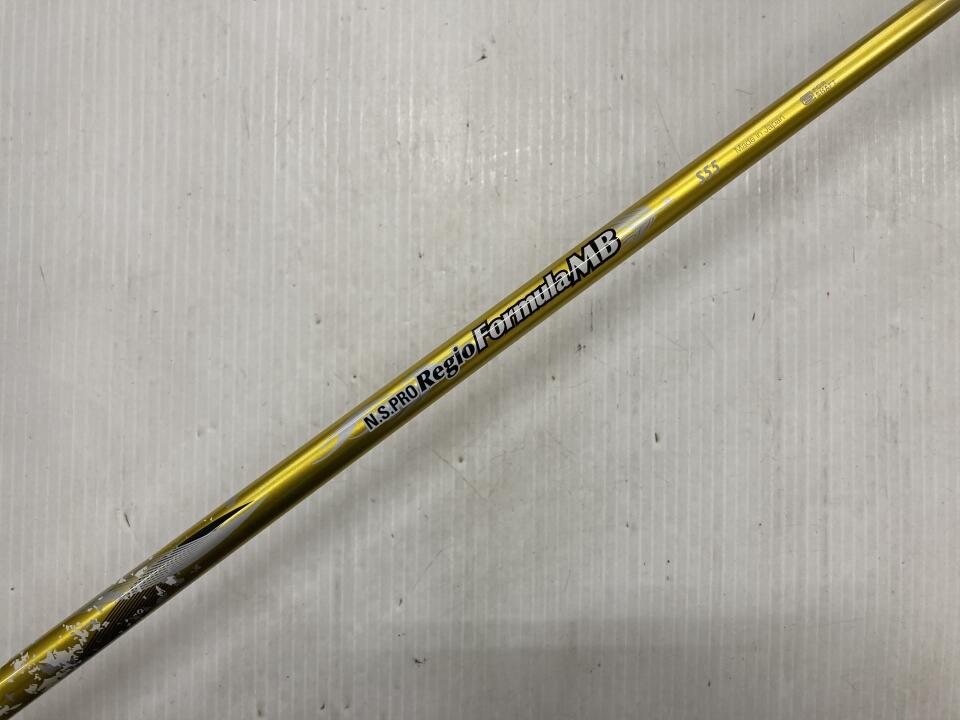 N.S.PRO Regio Formula MB
S55
Made in Japan